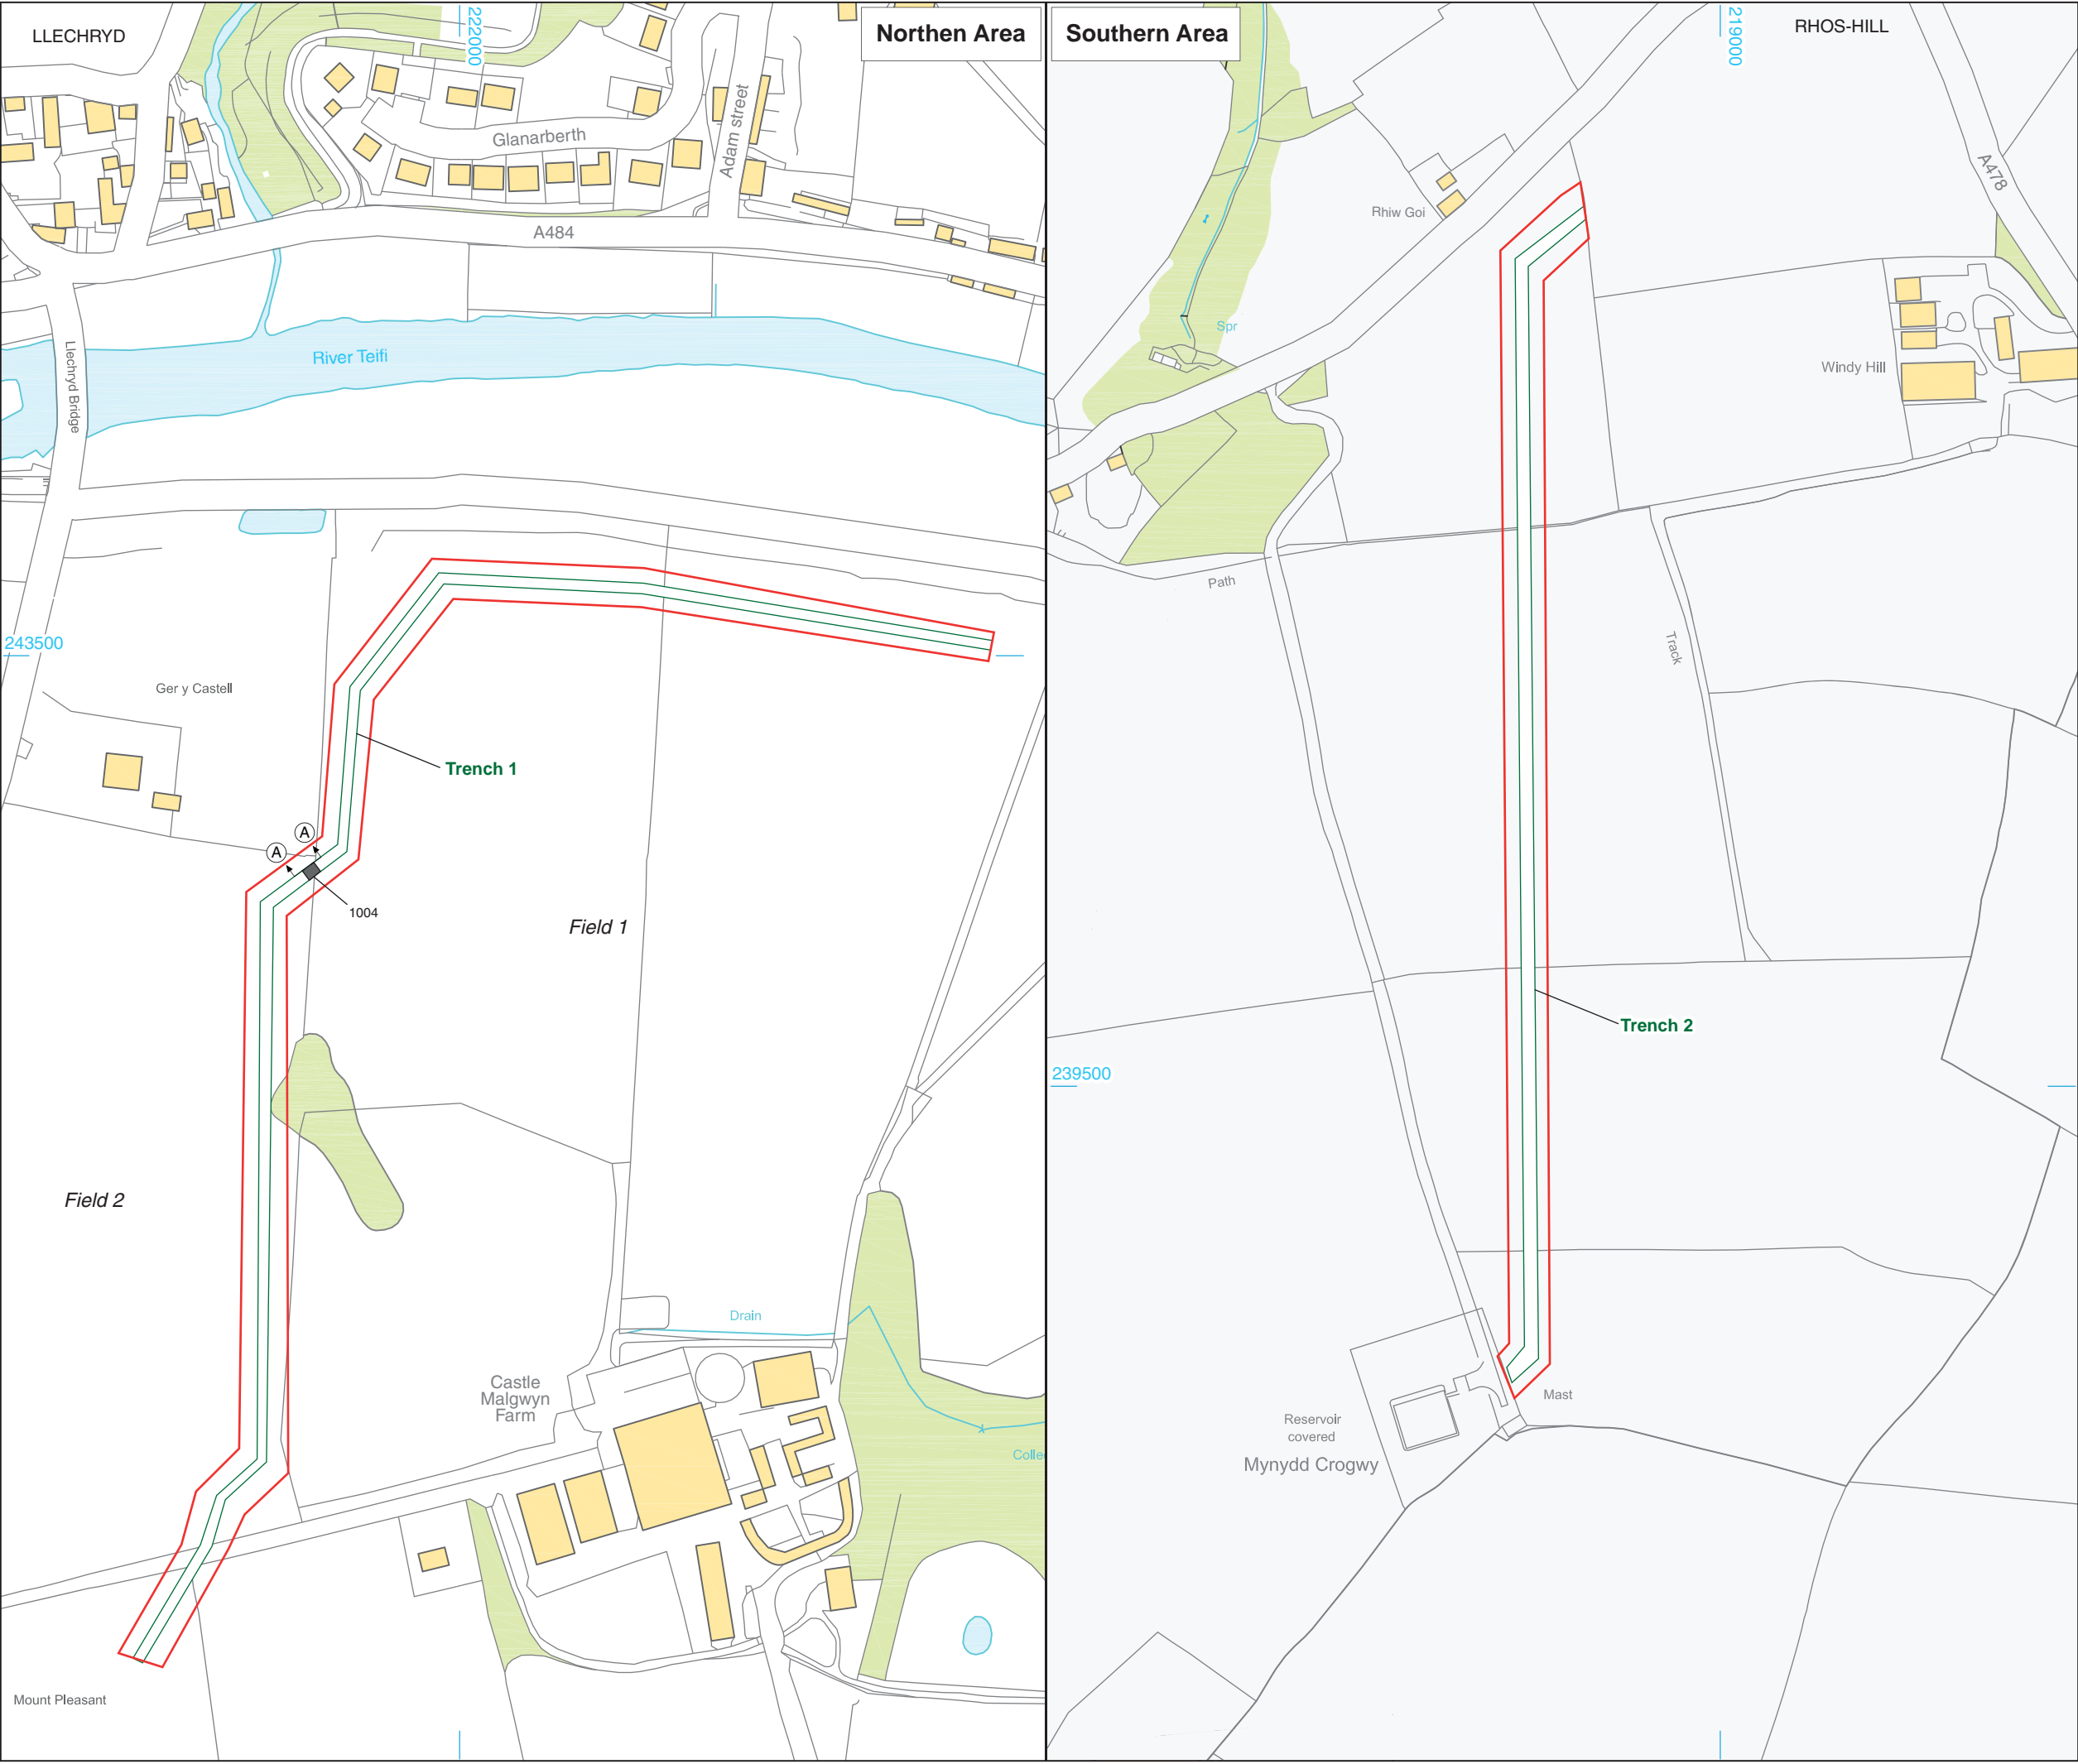 LLECHRYD
222000
Northen Area
Glanarberth
Adam street
A484
River Teifi
Llechryd Bridge
243500
Ger y Castell
Trench 1
A
A
1004
Field 1
Field 2
Drain
Castle
Malgwyn
Farm
Mount Pleasant
Southern Area
219000
RHOS-HILL
A478
Rhiw Goi
Spr
Windy Hill
Path
Track
Trench 2
239500
Mast
Reservoir
covered
Mynydd Crogwy